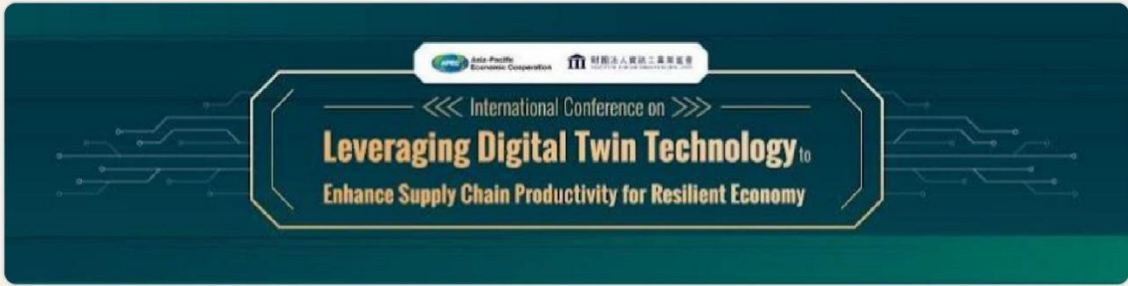 APEC Asia-Pacific
Economic Cooperation
財團法人資訊工業策進會
International Conference on
Leveraging Digital Twin Technology to
Enhance Supply Chain Productivity for Resilient Economy